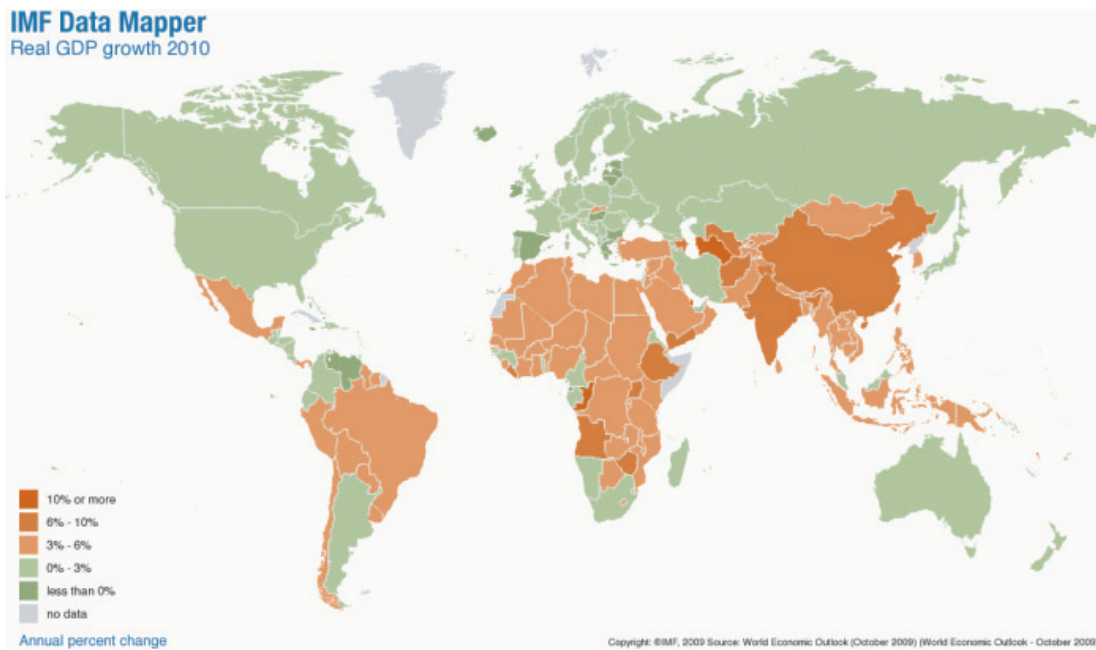 IMF Data Mapper
Real GDP growth 2010
10% or more
6% - 10%
3% - 6%
0% - 3%
less than 0%
no data
Annual percent change
Copyright: ©IMF, 2009 Source: World Economic Outlook (October 2009) (World Economic Outlook - October 2009)